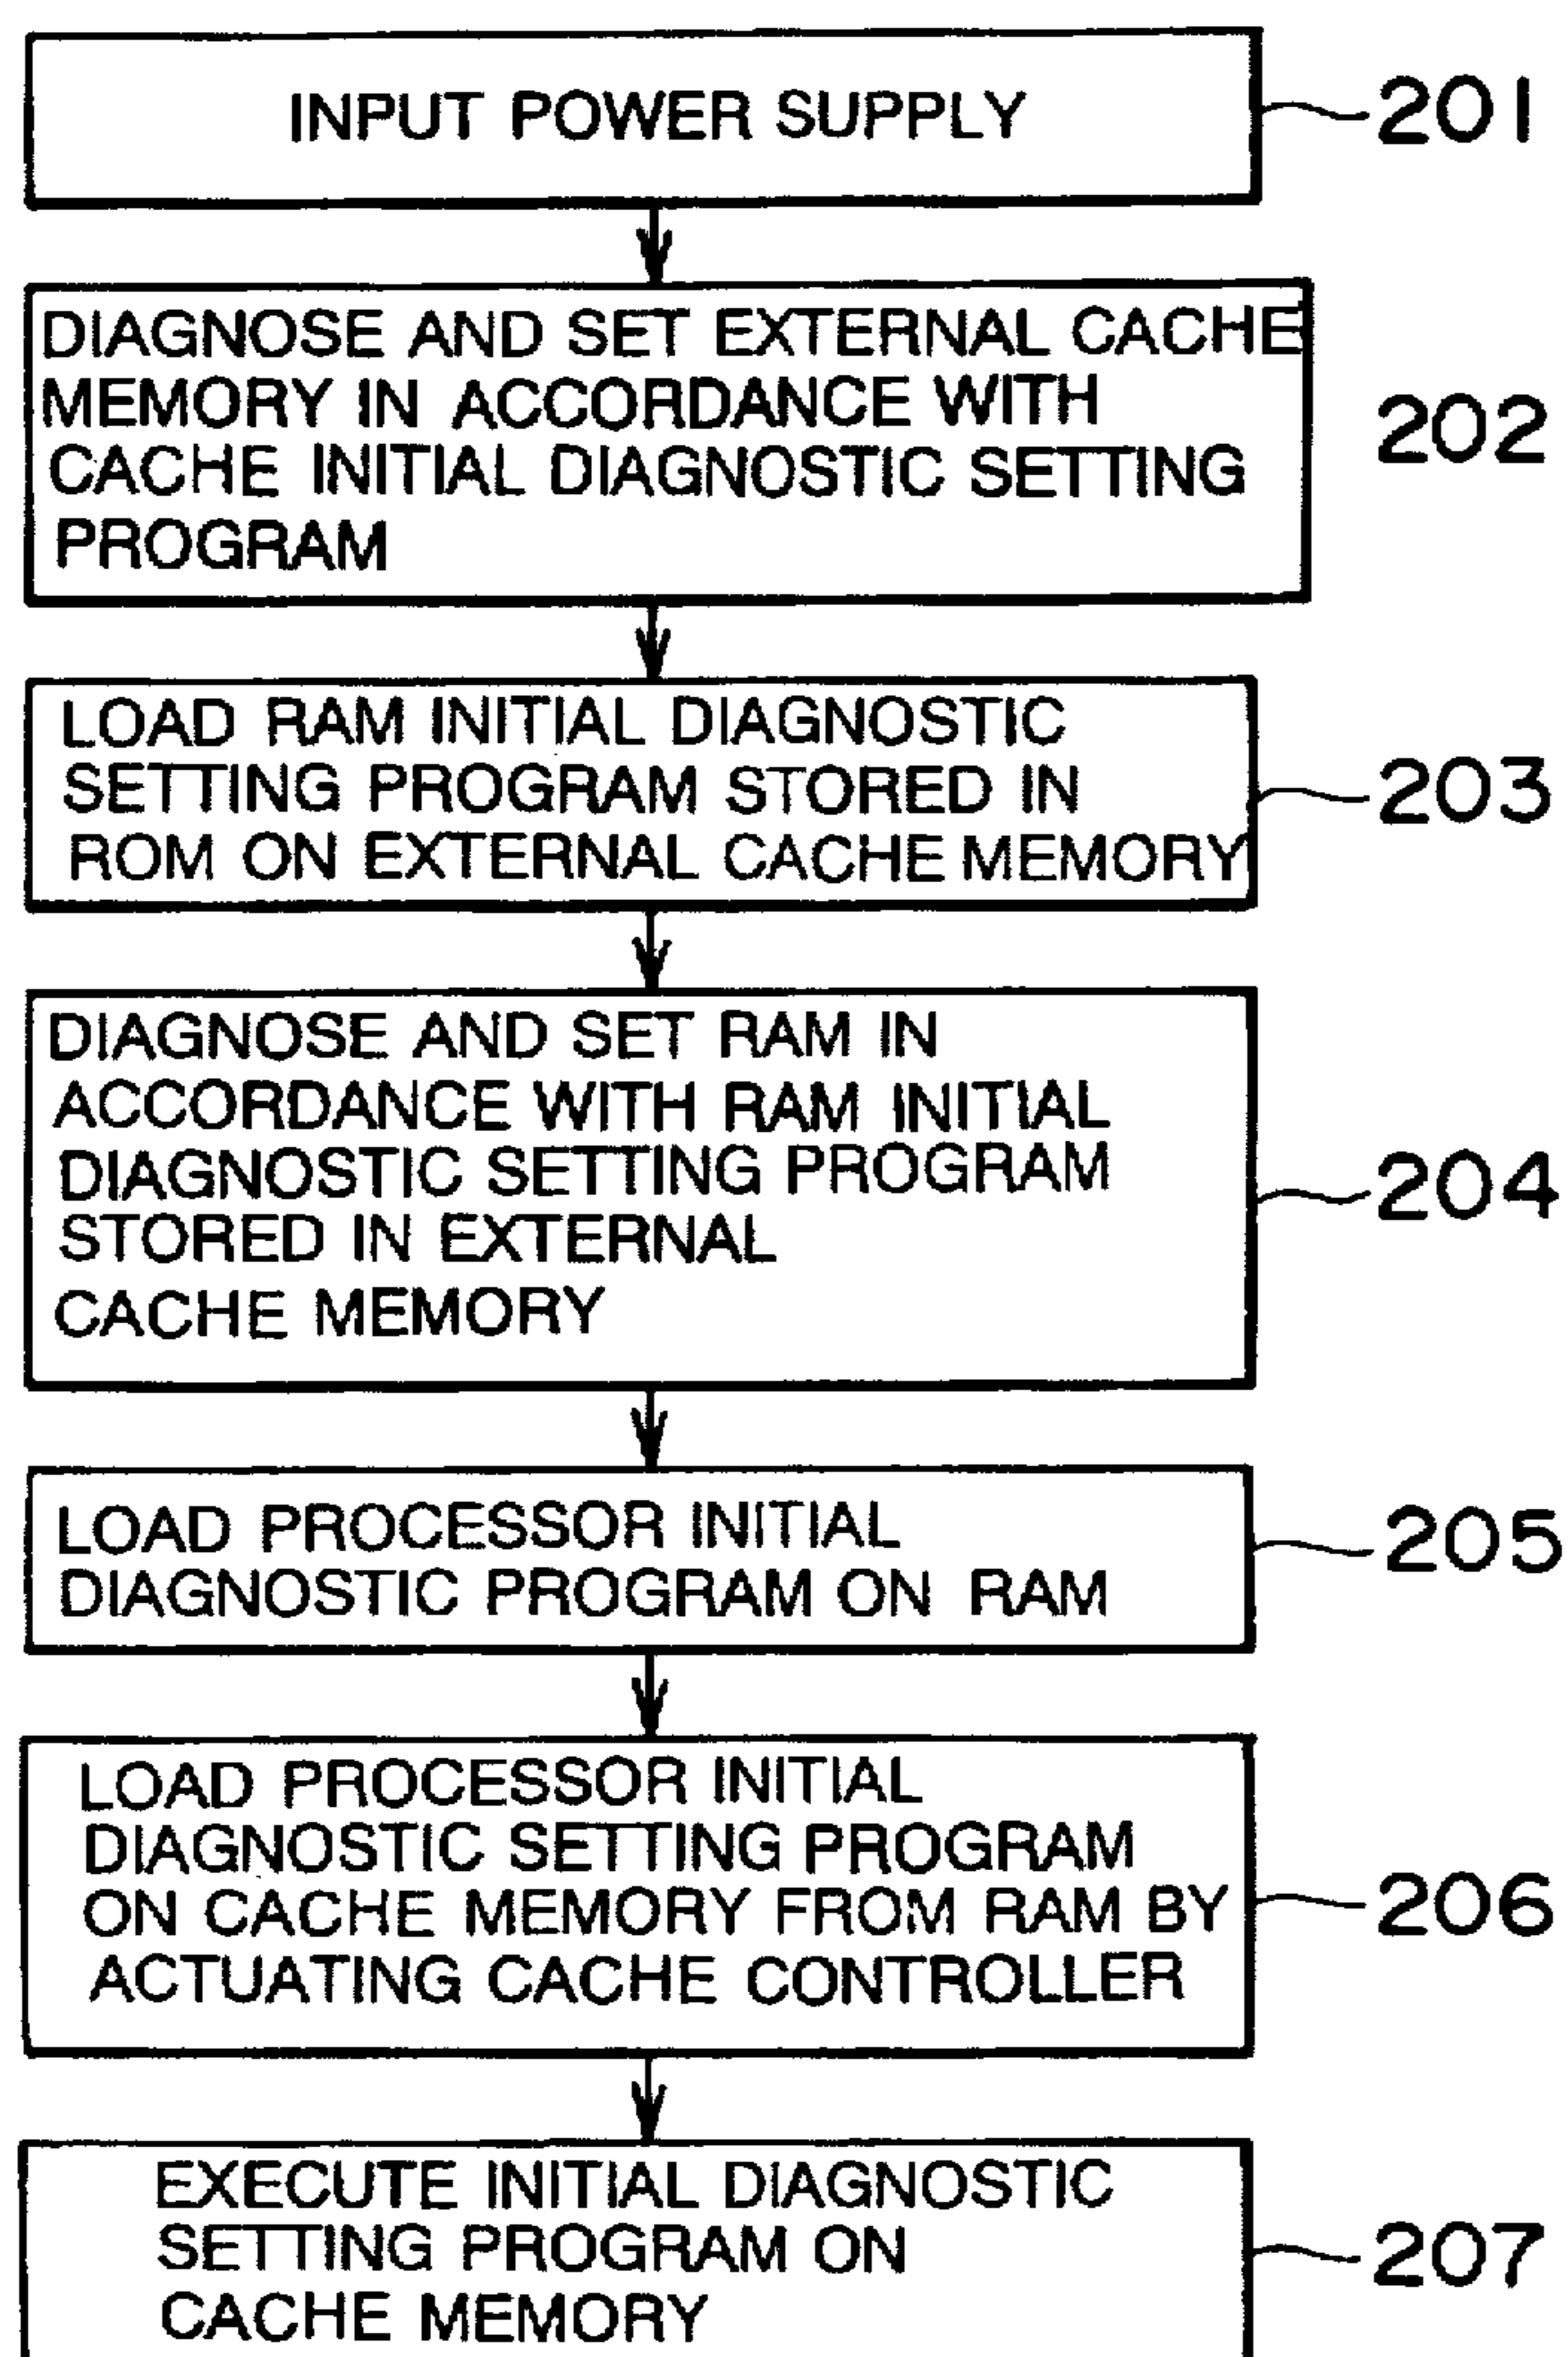 INPUT POWER SUPPLY
201
DIAGNOSE AND SET EXTERNAL CACHE
MEMORY IN ACCORDANCE WITH
CACHE INITIAL DIAGNOSTIC SETTING
PROGRAM
202
LOAD RAM INITIAL DIAGNOSTIC
SETTING PROGRAM STORED IN
ROM ON EXTERNAL CACHE MEMORY
203
DIAGNOSE AND SET RAM IN
ACCORDANCE WITH RAM INITIAL
DIAGNOSTIC SETTING PROGRAM
STORED IN EXTERNAL
CACHE MEMORY
204
LOAD PROCESSOR INITIAL
DIAGNOSTIC PROGRAM ON RAM
205
LOAD PROCESSOR INITIAL
DIAGNOSTIC SETTING PROGRAM
ON CACHE MEMORY FROM RAM BY
ACTUATING CACHE CONTROLLER
206
EXECUTE INITIAL DIAGNOSTIC
SETTING PROGRAM ON
CACHE MEMORY
207